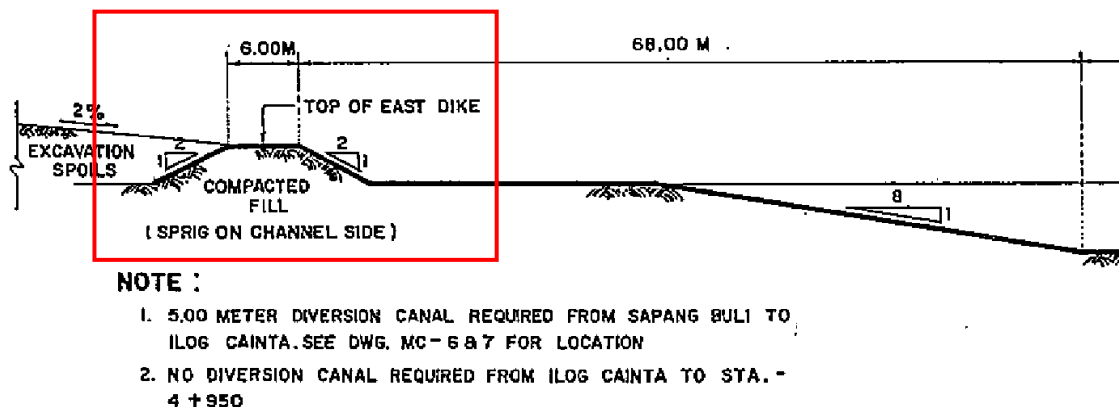 6.00M
68.00 M
2%
TOP OF EAST DIKE
2
1
2
1
EXCAVATION
SPOILS
COMPACTED
FILL
( SPRIG ON CHANNEL SIDE )
8
1
NOTE :
1. 5.00 METER DIVERSION CANAL REQUIRED FROM SAPANG BULI TO
ILOG CAINTA. SEE DWG. MC-6 & 7 FOR LOCATION
2. NO DIVERSION CANAL REQUIRED FROM ILOG CAINTA TO STA. -
4 + 950